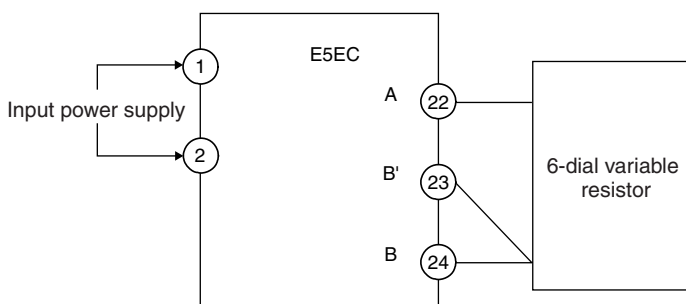 1
E5EC
A
22
Input power supply
2
B'
23
6-dial variable
resistor
B
24